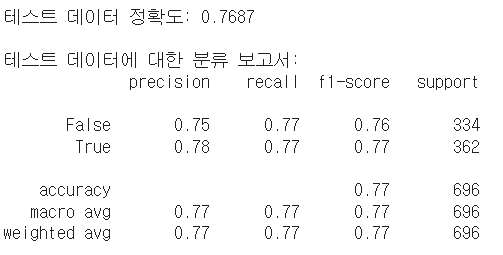 테스트 데이터 정확도: 0.7687
테스트 데이터에 대한 분류 보고서:
precision recall f1-score support
False 0.75 0.77 0.76 334
True 0.78 0.77 0.77 362
accuracy 0.77 696
macro avg 0.77 0.77 0.77 696
weighted avg 0.77 0.77 0.77 696